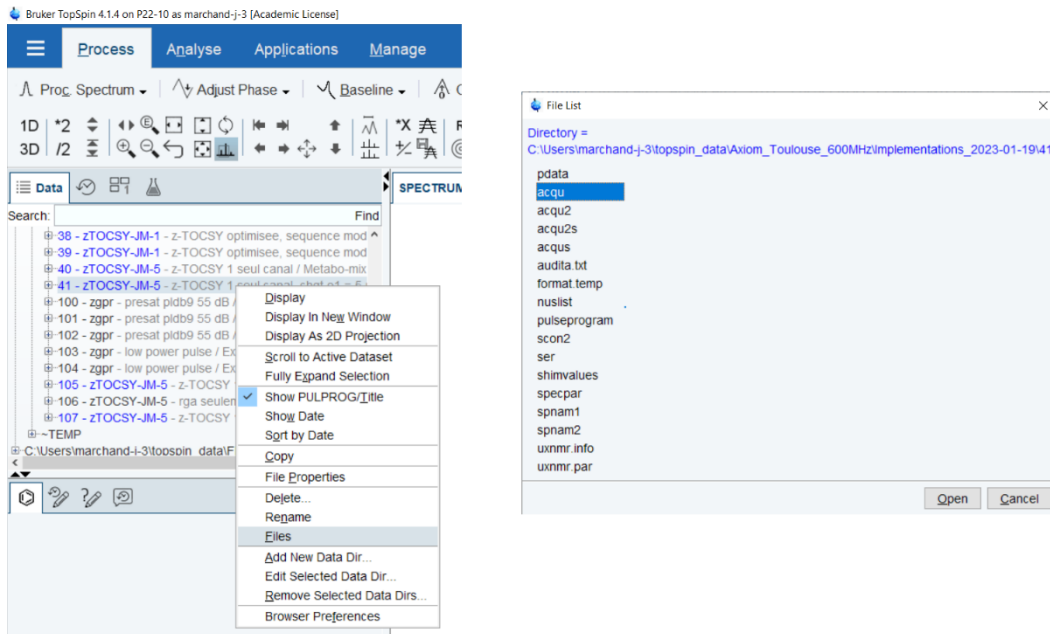 Bruker TopSpin 4.1.4 on P22-10 as marchand-j-3 [Academic License]
Process Analyse Applications Manage
Proc. Spectrum Adjust Phase Baseline
1D *2 *X
3D /2
Data
SPECTRUM
Search: Find
38 - zTOCSY-JM-1 - z-TOCSY optimisee, sequence mod
39 - zTOCSY-JM-1 - z-TOCSY optimisee, sequence mod
40 - zTOCSY-JM-5 - z-TOCSY 1 seul canal / Metabo-mix
41 - zTOCSY-JM-5 - z-TOCSY 1 seul canal, shgt p1 = 5
100 - zgpr - presat pldb9 55 dB /
101 - zgpr - presat pldb9 55 dB /
102 - zgpr - presat pldb9 55 dB /
103 - zgpr - low power pulse / Ex
104 - zgpr - low power pulse / Ex
105 - zTOCSY-JM-5 - z-TOCSY
106 - zTOCSY-JM-5 - rga seulen
107 - zTOCSY-JM-5 - z-TOCSY
~TEMP
C:\Users\marchand-j-3\topspin_data\F
Display
Display In New Window
Display As 2D Projection
Scroll to Active Dataset
Fully Expand Selection
Show PULPROG/Title
Show Date
Sort by Date
Copy
File Properties
Delete...
Rename
Files
Add New Data Dir...
Edit Selected Data Dir...
Remove Selected Data Dirs...
Browser Preferences
File List
Directory =
C:\Users\marchand-j-3\topspin_data\Axiom_Toulouse_600MHz\Implementations_2023-01-19\41
pdata
acqu
acqu2
acqu2s
acqus
audita.txt
format.temp
nuslist
pulseprogram
scon2
ser
shimvalues
specpar
spnam1
spnam2
uxnmr.info
uxnmr.par
Open Cancel